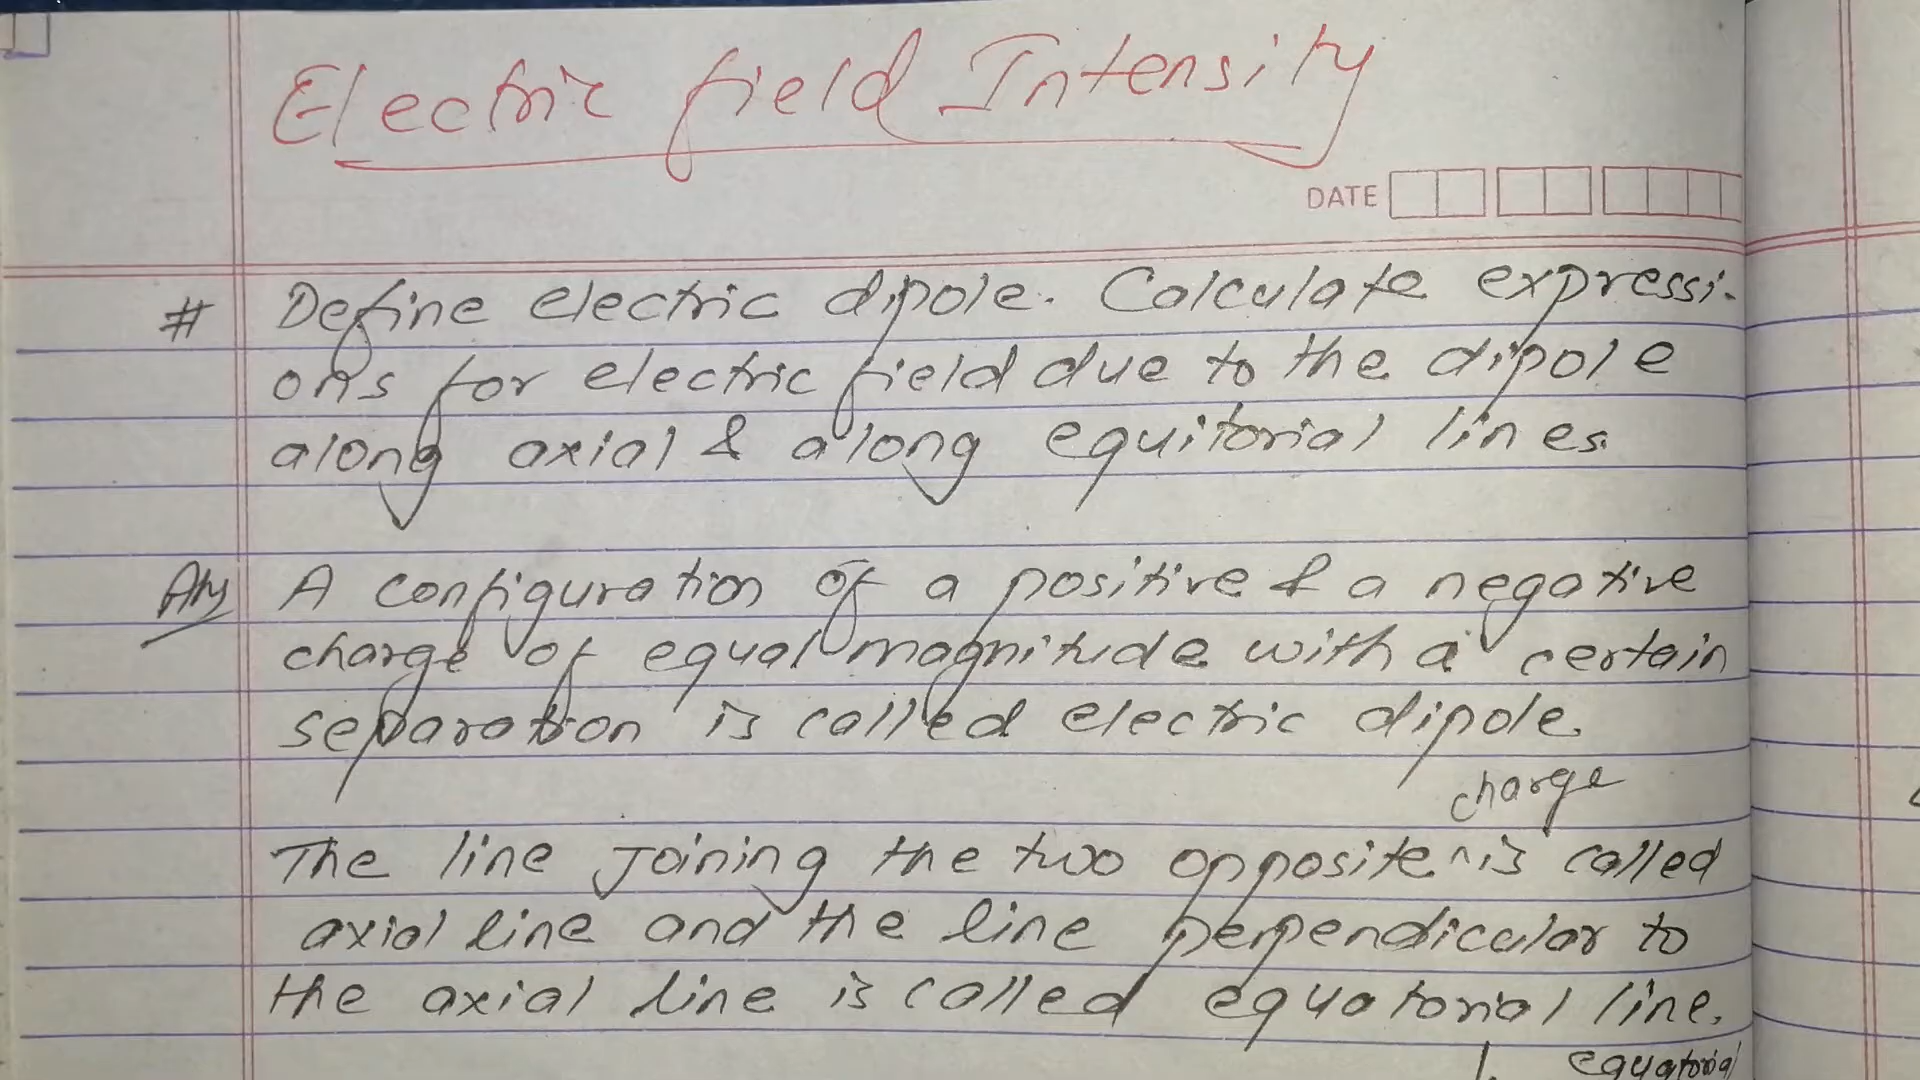 Electric field Intensity
DATE
# Define electric dipole. Calculate expressi-
ons for electric field due to the dipole
along axial & along equitorial lines.
Ans A configuration of a positive & a negative
charge of equal magnitude with a certain
separation is called electric dipole.
charge
The line joining the two opposite ^ is called
axial line and the line perpendicular to
the axial line is called equatorial line.
equatorial